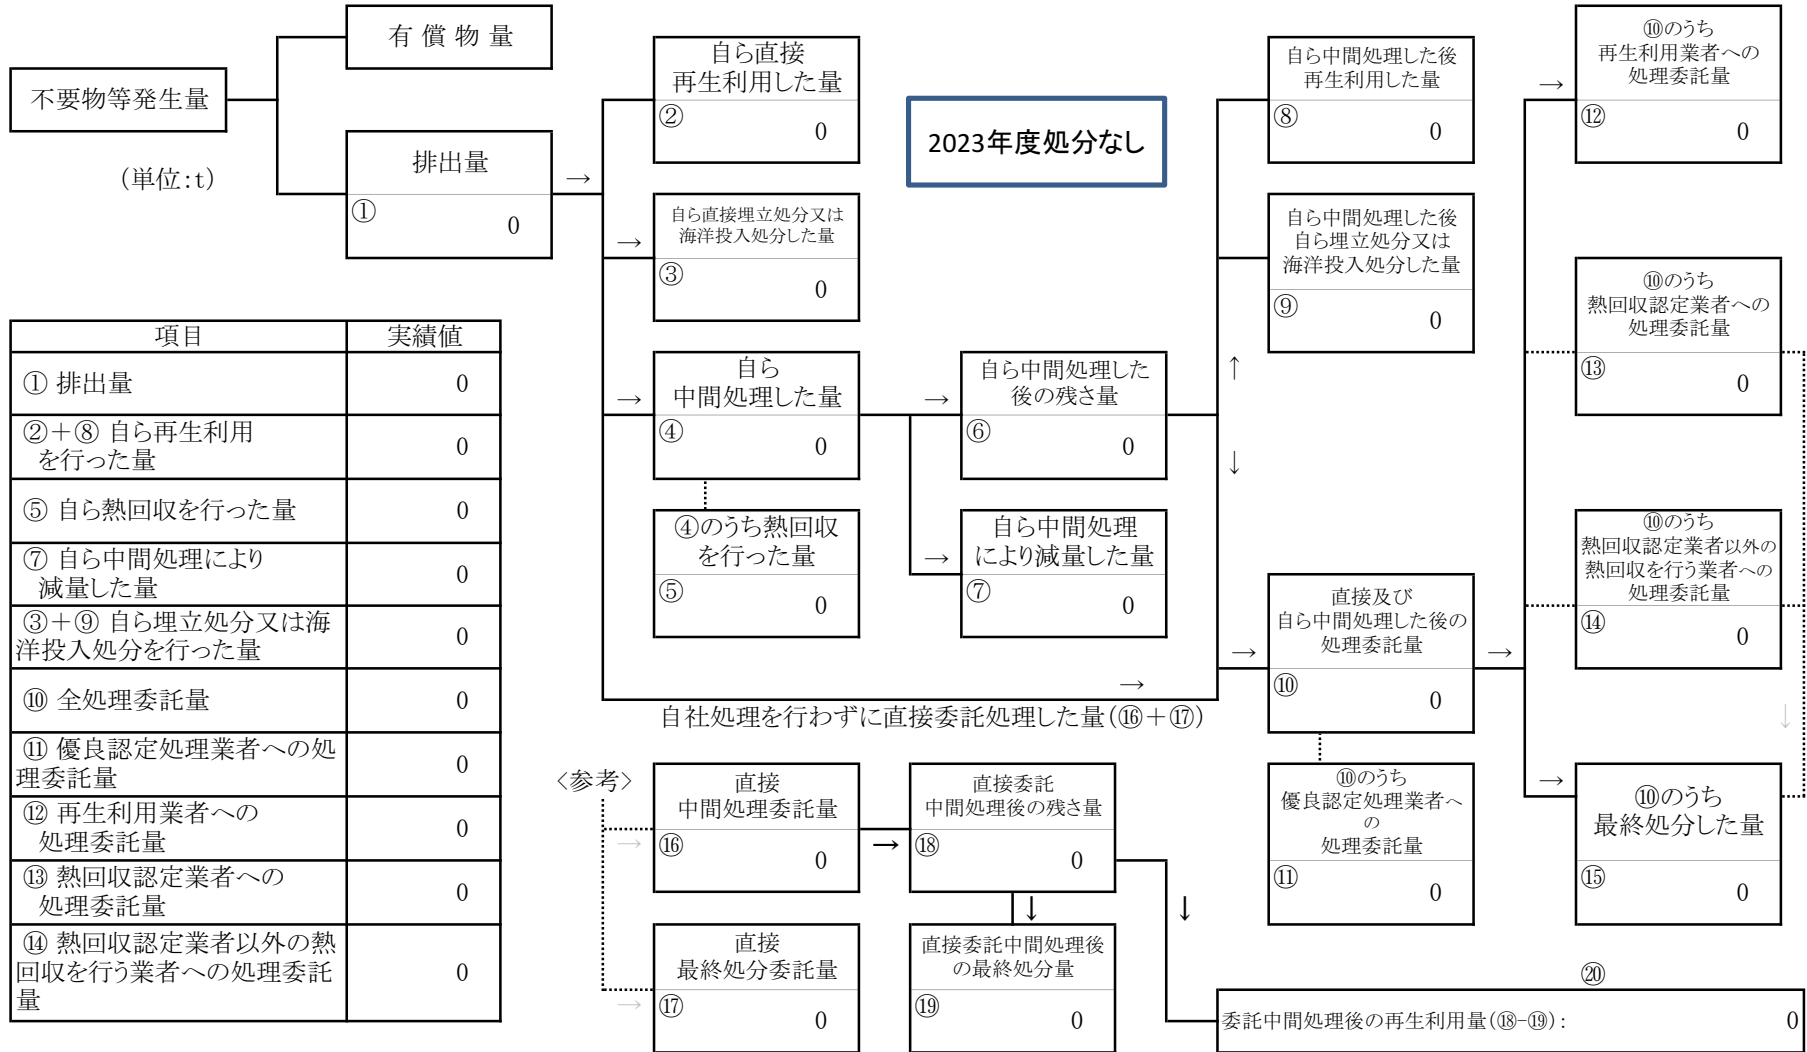 有 償 物 量
不要物等発生量
(単位:t)
排出量
①
0
→
自ら直接
再生利用した量
②
0
2023年度処分なし
→
自ら直接埋立処分又は
海洋投入処分した量
③
0
→
自ら
中間処理した量
④
0
→
自ら中間処理した
後の残さ量
⑥
0
④のうち熱回収
を行った量
⑤
0
→
自ら中間処理
により減量した量
⑦
0
↑
↓
自ら中間処理した後
再生利用した量
⑧
0
自ら中間処理した後
自ら埋立処分又は
海洋投入処分した量
⑨
0
→
直接及び
自ら中間処理した後の
処理委託量
⑩
0
→
→
自社処理を行わずに直接委託処理した量(⑯+⑰)
⑩のうち
優良認定処理業者へ
の
処理委託量
⑪
0
→
⑩のうち
再生利用業者への
処理委託量
⑫
0
⑩のうち
熱回収認定業者への
処理委託量
⑬
0
⑩のうち
熱回収認定業者以外の
熱回収を行う業者への
処理委託量
⑭
0
↓
→
⑩のうち
最終処分した量
⑮
0
項目 実績値
① 排出量 0
②+⑧ 自ら再生利用
を行った量 0
⑤ 自ら熱回収を行った量 0
⑦ 自ら中間処理により
減量した量 0
③+⑨ 自ら埋立処分又は海
洋投入処分を行った量 0
⑩ 全処理委託量 0
⑪ 優良認定処理業者への処
理委託量 0
⑫ 再生利用業者への
処理委託量 0
⑬ 熱回収認定業者への
処理委託量 0
⑭ 熱回収認定業者以外の熱
回収を行う業者への処理委託
量 0
<参考>
→
直接
中間処理委託量
⑯
0
→
直接委託
中間処理後の残さ量
⑱
0
→
直接
最終処分委託量
⑰
0
↓
直接委託中間処理後
の最終処分量
⑲
0
↓
⑳
委託中間処理後の再生利用量(⑱-⑲): 0